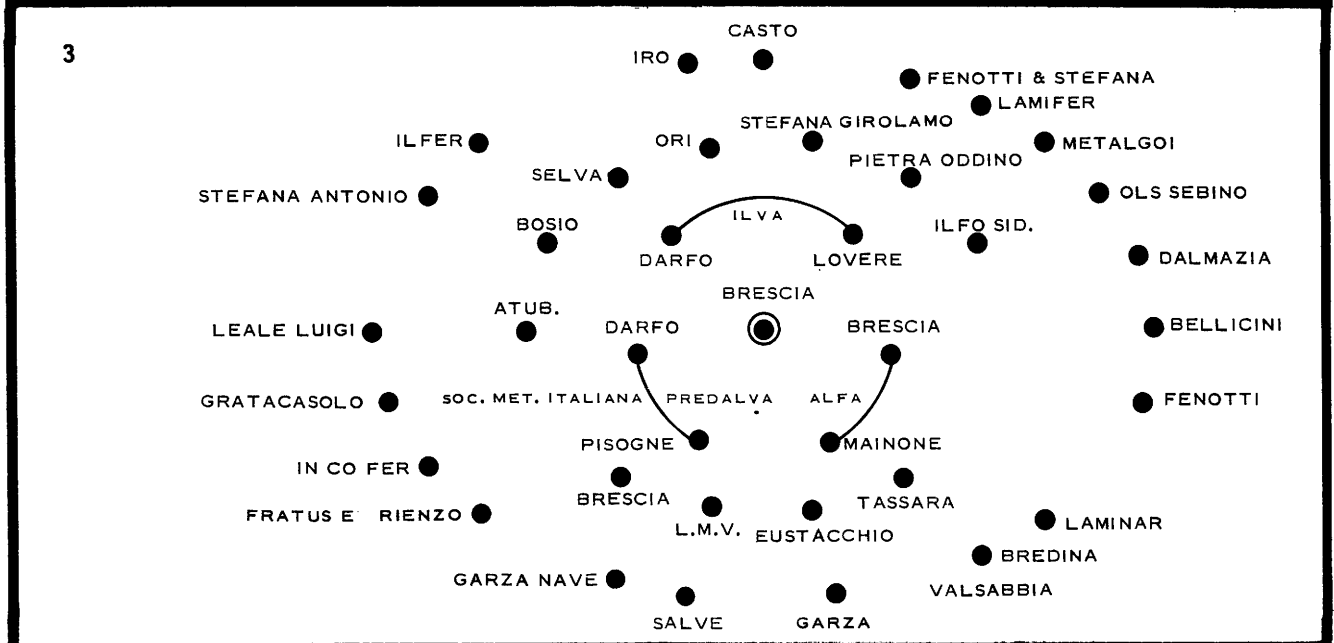 3
CASTO
IRO
FENOTTI & STEFANA
LAMIFER
STEFANA GIROLAMO
ILFER
ORI
METALGOI
PIETRA ODDINO
SELVA
STEFANA ANTONIO
OLS SEBINO
ILVA
BOSIO
ILFO SID.
DARFO
LOVERE
DALMAZIA
BRESCIA
ATUB.
LEALE LUIGI
DARFO
BRESCIA
BELLICINI
GRATACASOLO
SOC. MET. ITALIANA PREDALVA ALFA
FENOTTI
PISOGNE
MAINONE
IN CO FER
BRESCIA
TASSARA
FRATUS E RIENZO
L.M.V.
EUSTACCHIO
LAMINAR
BREDINA
GARZA NAVE
VALSABBIA
SALVE
GARZA